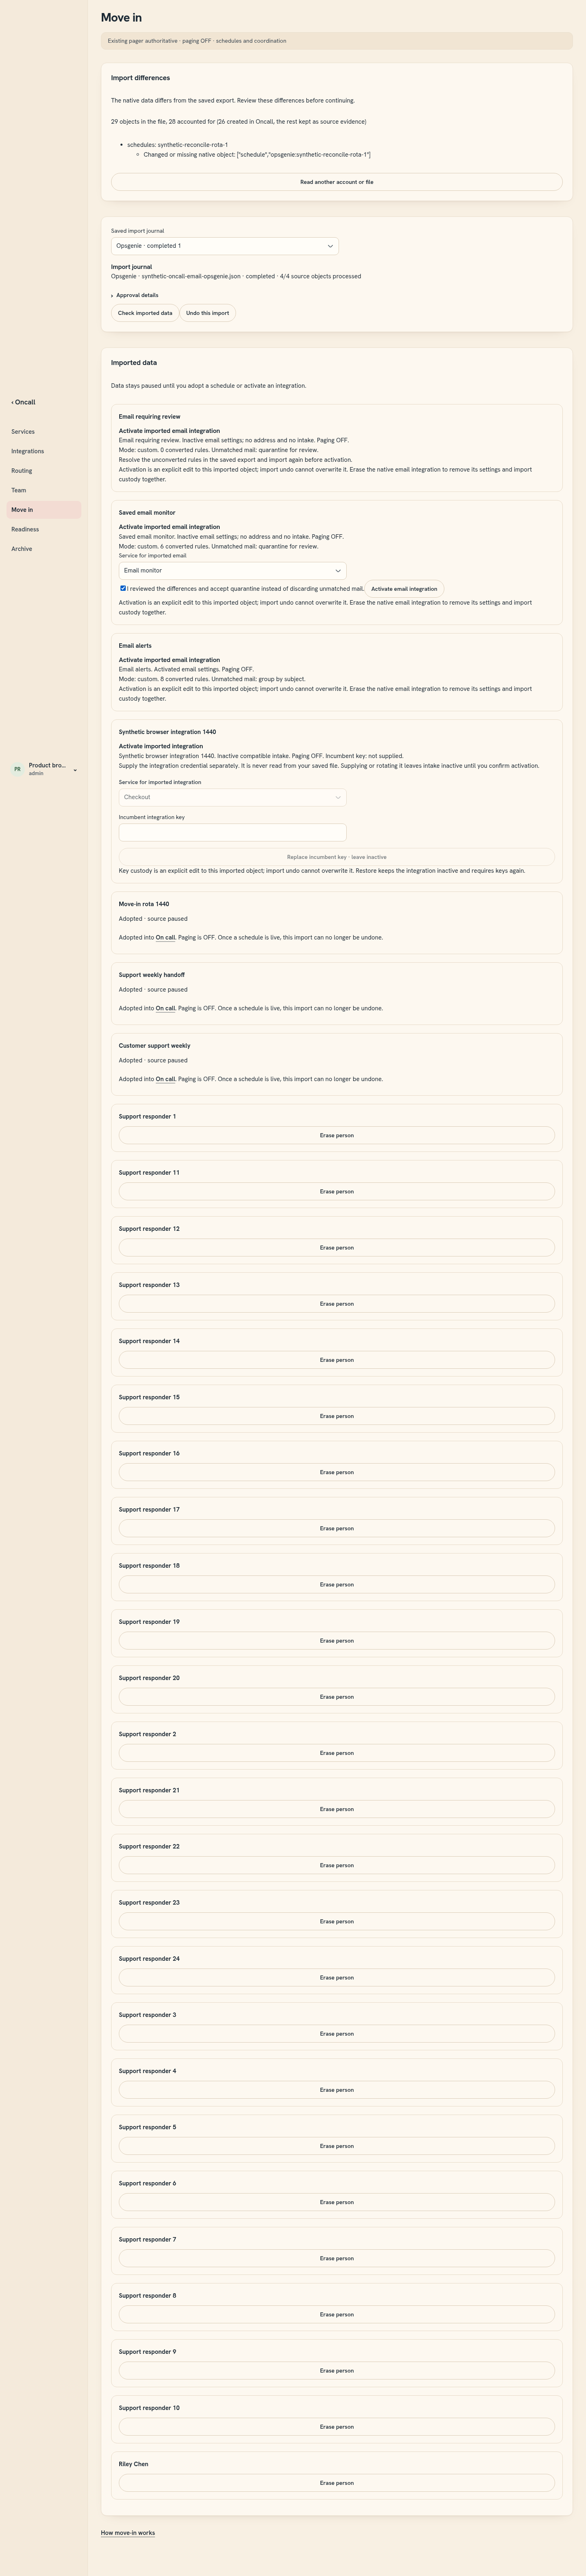 Move in
Existing pager authoritative · paging OFF · schedules and coordination
Import differences
The native data differs from the saved export. Review these differences before continuing.
29 objects in the file, 28 accounted for (26 created in Oncall, the rest kept as source evidence)
schedules: synthetic-reconcile-rota-1
Changed or missing native object: ["schedule","opsgenie:synthetic-reconcile-rota-1"]
Read another account or file
Saved import journal
Opsgenie · completed 1
Import journal
Opsgenie · synthetic-oncall-email-opsgenie.json · completed · 4/4 source objects processed
Approval details
Check imported data
Undo this import
Imported data
Data stays paused until you adopt a schedule or activate an integration.
Email requiring review
Activate imported email integration
Email requiring review. Inactive email settings; no address and no intake. Paging OFF.
Mode: custom. 0 converted rules. Unmatched mail: quarantine for review.
Resolve the unconverted rules in the saved export and import again before activation.
Activation is an explicit edit to this imported object; import undo cannot overwrite it. Erase the native email integration to remove its settings and import
custody together.
‹ Oncall
Services
Integrations
Routing
Team
Move in
Readiness
Archive
Saved email monitor
Activate imported email integration
Saved email monitor. Inactive email settings; no address and no intake. Paging OFF.
Mode: custom. 6 converted rules. Unmatched mail: quarantine for review.
Service for imported email
Email monitor
I reviewed the differences and accept quarantine instead of discarding unmatched mail.
Activate email integration
Activation is an explicit edit to this imported object; import undo cannot overwrite it. Erase the native email integration to remove its settings and import
custody together.
Email alerts
Activate imported email integration
Email alerts. Activated email settings. Paging OFF.
Mode: custom. 8 converted rules. Unmatched mail: group by subject.
Activation is an explicit edit to this imported object; import undo cannot overwrite it. Erase the native email integration to remove its settings and import
custody together.
Synthetic browser integration 1440
Activate imported integration
Synthetic browser integration 1440. Inactive compatible intake. Paging OFF. Incumbent key: not supplied.
Supply the integration credential separately. It is never read from your saved file. Supplying or rotating it leaves intake inactive until you confirm activation.
PR
Product bro...
admin
Service for imported integration
Checkout
Incumbent integration key
Replace incumbent key · leave inactive
Key custody is an explicit edit to this imported object; import undo cannot overwrite it. Restore keeps the integration inactive and requires keys again.
Move-in rota 1440
Adopted · source paused
Adopted into On call. Paging is OFF. Once a schedule is live, this import can no longer be undone.
Support weekly handoff
Adopted · source paused
Adopted into On call. Paging is OFF. Once a schedule is live, this import can no longer be undone.
Customer support weekly
Adopted · source paused
Adopted into On call. Paging is OFF. Once a schedule is live, this import can no longer be undone.
Support responder 1
Erase person
Support responder 11
Erase person
Support responder 12
Erase person
Support responder 13
Erase person
Support responder 14
Erase person
Support responder 15
Erase person
Support responder 16
Erase person
Support responder 17
Erase person
Support responder 18
Erase person
Support responder 19
Erase person
Support responder 20
Erase person
Support responder 2
Erase person
Support responder 21
Erase person
Support responder 22
Erase person
Support responder 23
Erase person
Support responder 24
Erase person
Support responder 3
Erase person
Support responder 4
Erase person
Support responder 5
Erase person
Support responder 6
Erase person
Support responder 7
Erase person
Support responder 8
Erase person
Support responder 9
Erase person
Support responder 10
Erase person
Riley Chen
Erase person
How move-in works